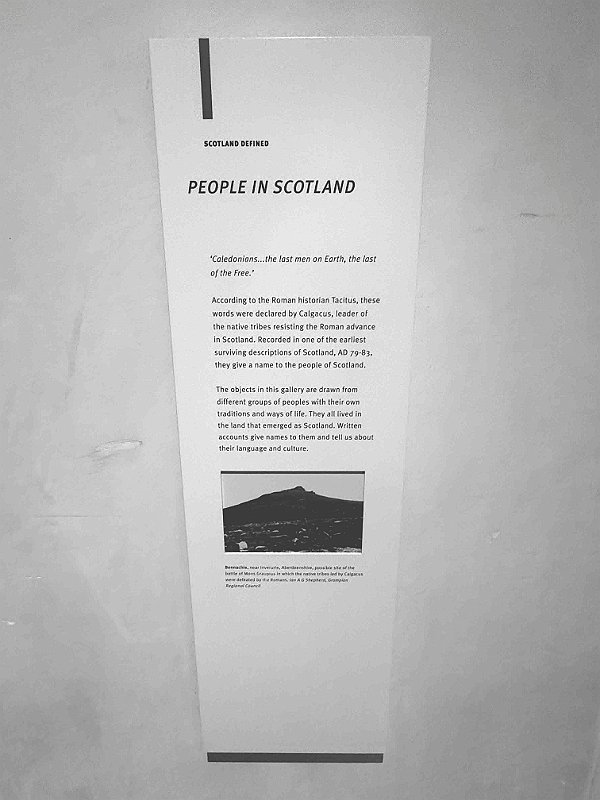 SCOTLAND DEFINED
PEOPLE IN SCOTLAND
'Caledonians...the last men on Earth, the last
of the Free.'
According to the Roman historian Tacitus, these
words were declared by Calgacus, leader of
the native tribes resisting the Roman advance
in Scotland. Recorded in one of the earliest
surviving descriptions of Scotland, AD 79-83,
they give a name to the people of Scotland.
The objects in this gallery are drawn from
different groups of peoples with their own
traditions and ways of life. They all lived in
the land that emerged as Scotland. Written
accounts give names to them and tell us about
their language and culture.
Bennachie, near Inverurie, Aberdeenshire, possible site of the
battle of Mons Graupius in which the native tribes led by Calgacus
were defeated by the Romans. Ian A G Shepherd, Grampian
Regional Council